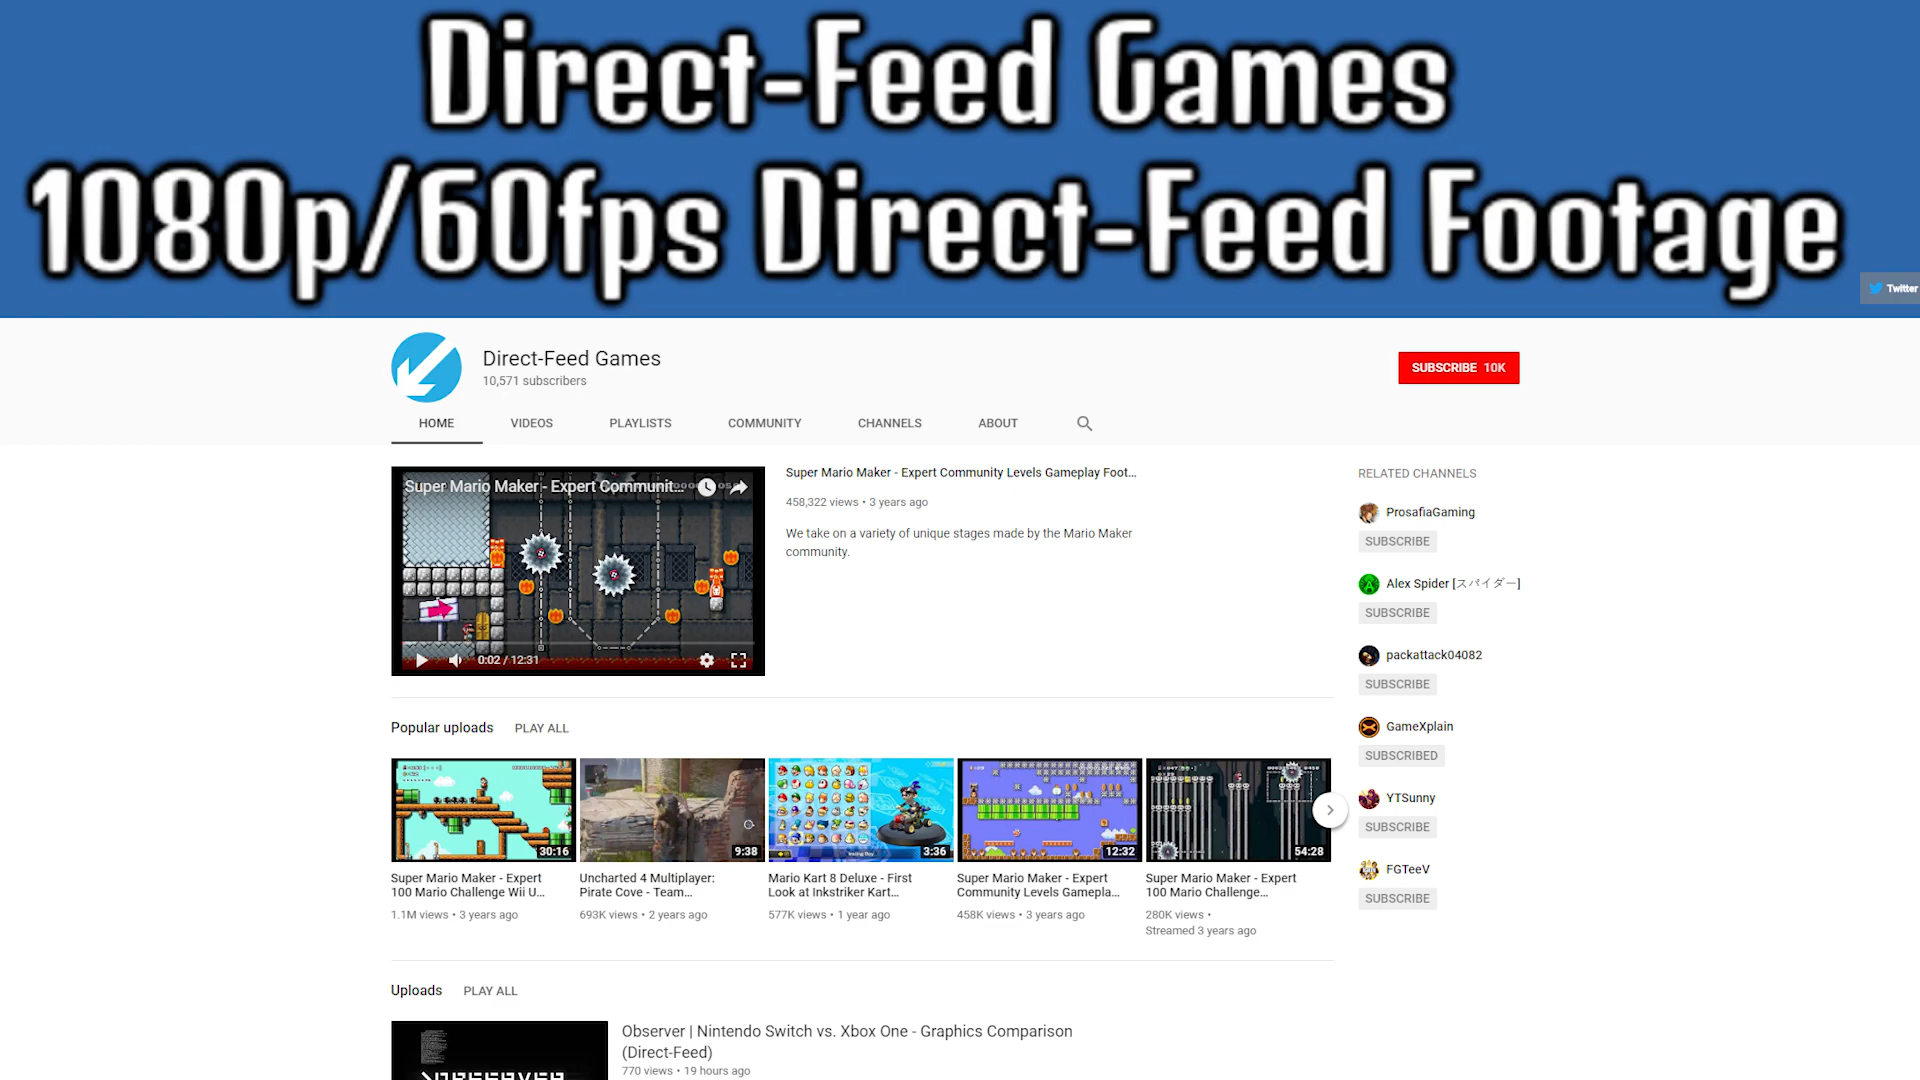 Direct-Feed Games
1080p/60fps Direct-Feed Footage
Twitter
Direct-Feed Games
10,571 subscribers
SUBSCRIBE 10K
HOME VIDEOS PLAYLISTS COMMUNITY CHANNELS ABOUT
Super Mario Maker - Expert Communit...
0:02 / 12:31
Super Mario Maker - Expert Community Levels Gameplay Foot...
458,322 views • 3 years ago
We take on a variety of unique stages made by the Mario Maker
community.
RELATED CHANNELS
ProsafiaGaming
SUBSCRIBE
Alex Spider [スパイダー]
SUBSCRIBE
packattack04082
SUBSCRIBE
GameXplain
SUBSCRIBED
YTSunny
SUBSCRIBE
FGTeeV
SUBSCRIBE
Popular uploads PLAY ALL
30:16
Super Mario Maker - Expert
100 Mario Challenge Wii U...
1.1M views • 3 years ago
9:38
Uncharted 4 Multiplayer:
Pirate Cove - Team...
693K views • 2 years ago
3:36
Mario Kart 8 Deluxe - First
Look at Inkstriker Kart...
577K views • 1 year ago
12:32
Super Mario Maker - Expert
Community Levels Gamepla...
458K views • 3 years ago
54:28
Super Mario Maker - Expert
100 Mario Challenge...
280K views •
Streamed 3 years ago
Uploads PLAY ALL
Observer | Nintendo Switch vs. Xbox One - Graphics Comparison
(Direct-Feed)
770 views • 19 hours ago